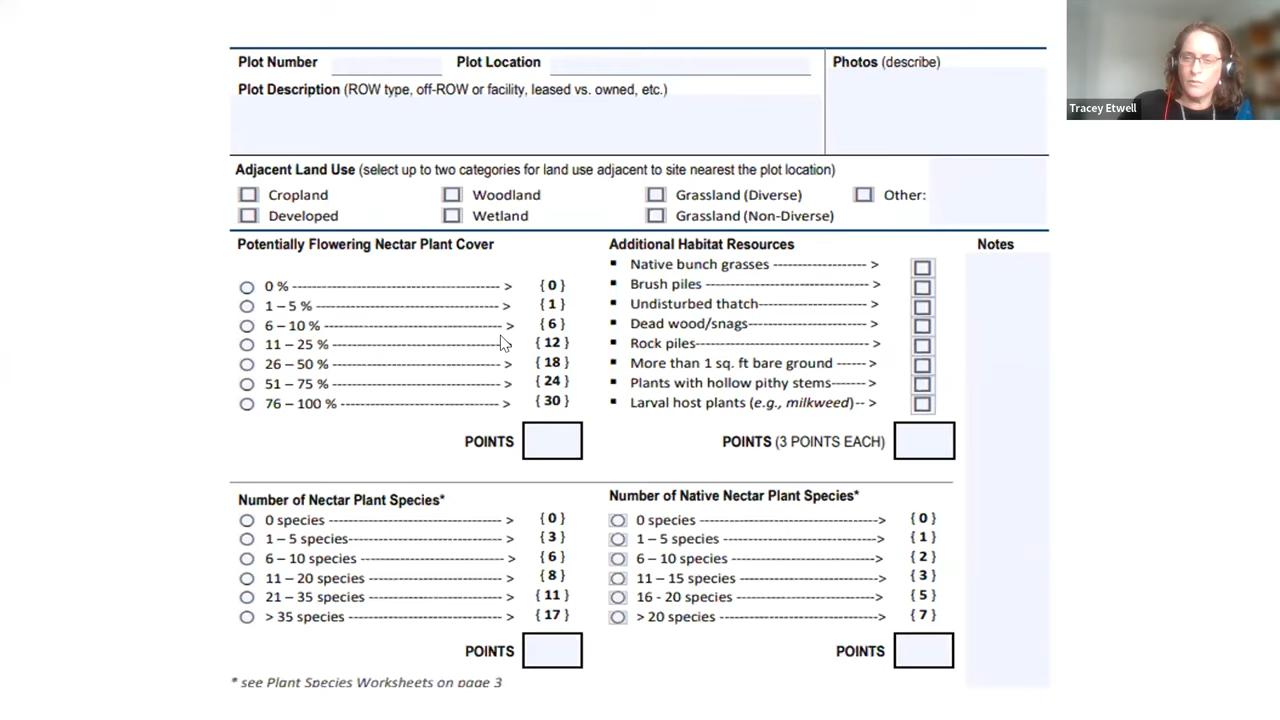 Plot Number
Plot Location
Photos (describe)
Plot Description (ROW type, off-ROW or facility, leased vs. owned, etc.)
Tracey Etwell
Adjacent Land Use (select up to two categories for land use adjacent to site nearest the plot location)
Cropland Woodland Grassland (Diverse) Other:
Developed Wetland Grassland (Non-Diverse)
Potentially Flowering Nectar Plant Cover
0 % ---> { 0 }
1 – 5 % ---> { 1 }
6 – 10 % ---> { 6 }
11 – 25 % ---> { 12 }
26 – 50 % ---> { 18 }
51 – 75 % ---> { 24 }
76 – 100 % ---> { 30 }
POINTS
Additional Habitat Resources
▪ Native bunch grasses --->
▪ Brush piles --->
▪ Undisturbed thatch--->
▪ Dead wood/snags--->
▪ Rock piles--->
▪ More than 1 sq. ft bare ground --->
▪ Plants with hollow pithy stems--->
▪ Larval host plants (e.g., milkweed)-- >
POINTS (3 POINTS EACH)
Notes
Number of Nectar Plant Species*
0 species ---> { 0 }
1 – 5 species---> { 3 }
6 – 10 species ---> { 6 }
11 – 20 species ---> { 8 }
21 – 35 species ---> { 11 }
> 35 species ---> { 17 }
POINTS
Number of Native Nectar Plant Species*
0 species ---> { 0 }
1 – 5 species ---> { 1 }
6 – 10 species ---> { 2 }
11 – 15 species ---> { 3 }
16 - 20 species ---> { 5 }
> 20 species ---> { 7 }
POINTS
* see Plant Species Worksheets on page 3